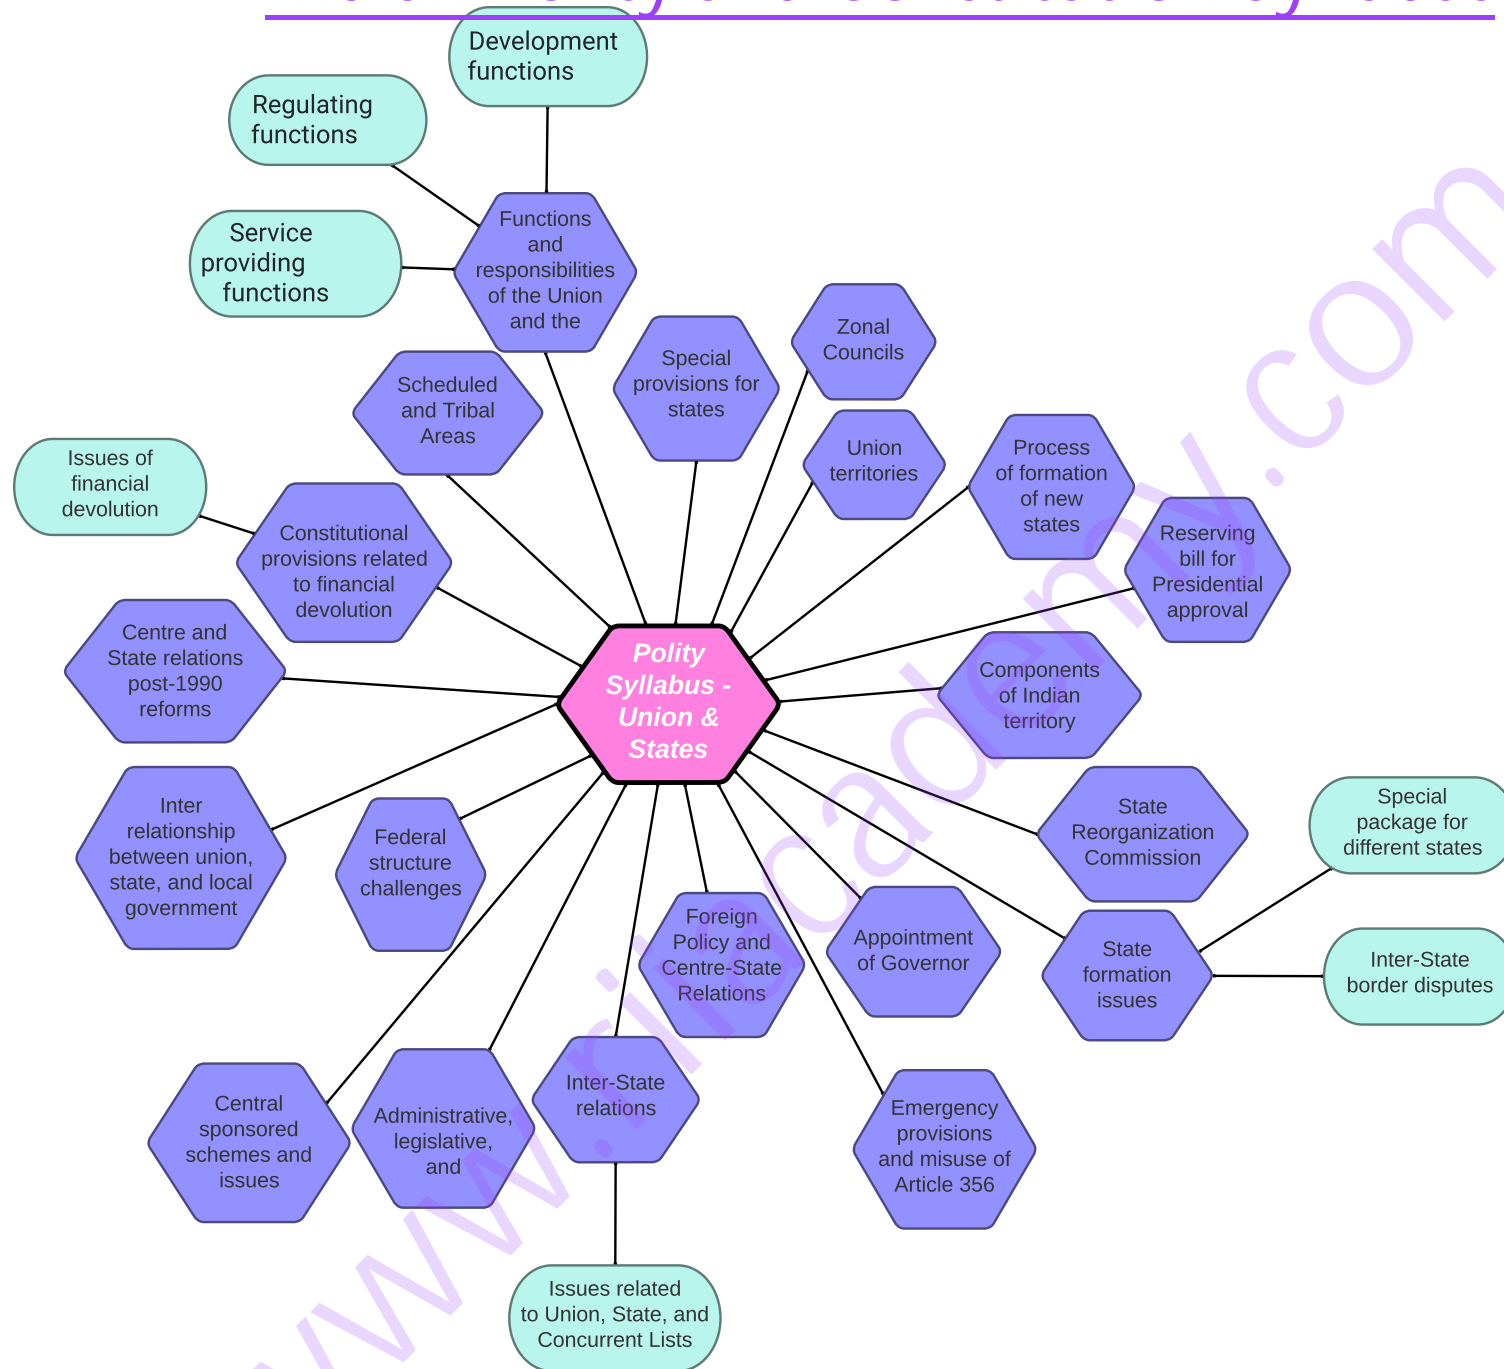 Development
functions
Regulating
functions
Service
providing
functions
Functions
and
responsibilities
of the Union
and the
Zonal
Councils
Special
provisions for
states
Scheduled
and Tribal
Areas
Union
territories
Process
of formation
of new
states
Issues of
financial
devolution
Constitutional
provisions related
to financial
devolution
Reserving
bill for
Presidential
approval
Centre and
State relations
post-1990
reforms
Polity
Syllabus -
Union &
States
Components
of Indian
territory
Inter
relationship
between union,
state, and local
government
Federal
structure
challenges
State
Reorganization
Commission
Special
package for
different states
Foreign
Policy and
Centre-State
Relations
Appointment
of Governor
State
formation
issues
Inter-State
border disputes
Central
sponsored
schemes and
issues
Administrative,
legislative,
and
Inter-State
relations
Emergency
provisions
and misuse of
Article 356
Issues related
to Union, State, and
Concurrent Lists